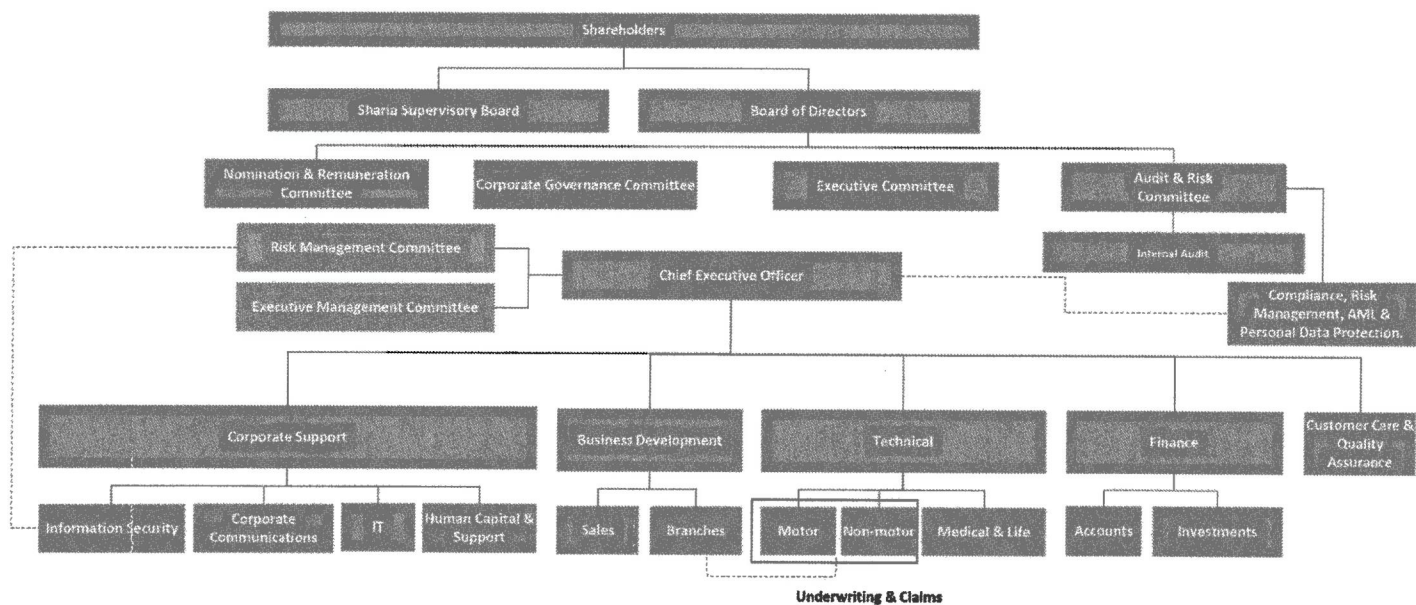 Shareholders
Sharia Supervisory Board
Board of Directors
Nomination & Remuneration
Committee
Corporate Governance Committee
Executive Committee
Audit & Risk
Committee
Risk Management Committee
Internal Audit
Chief Executive Officer
Executive Management Committee
Compliance, Risk
Management, AML &
Personal Data Protection.
Corporate Support
Business Development
Technical
Finance
Customer Care &
Quality
Assurance
Information Security
Corporate
Communications
IT
Human Capital &
Support
Sales
Branches
Motor
Non-motor
Medical & Life
Accounts
Investments
Underwriting & Claims